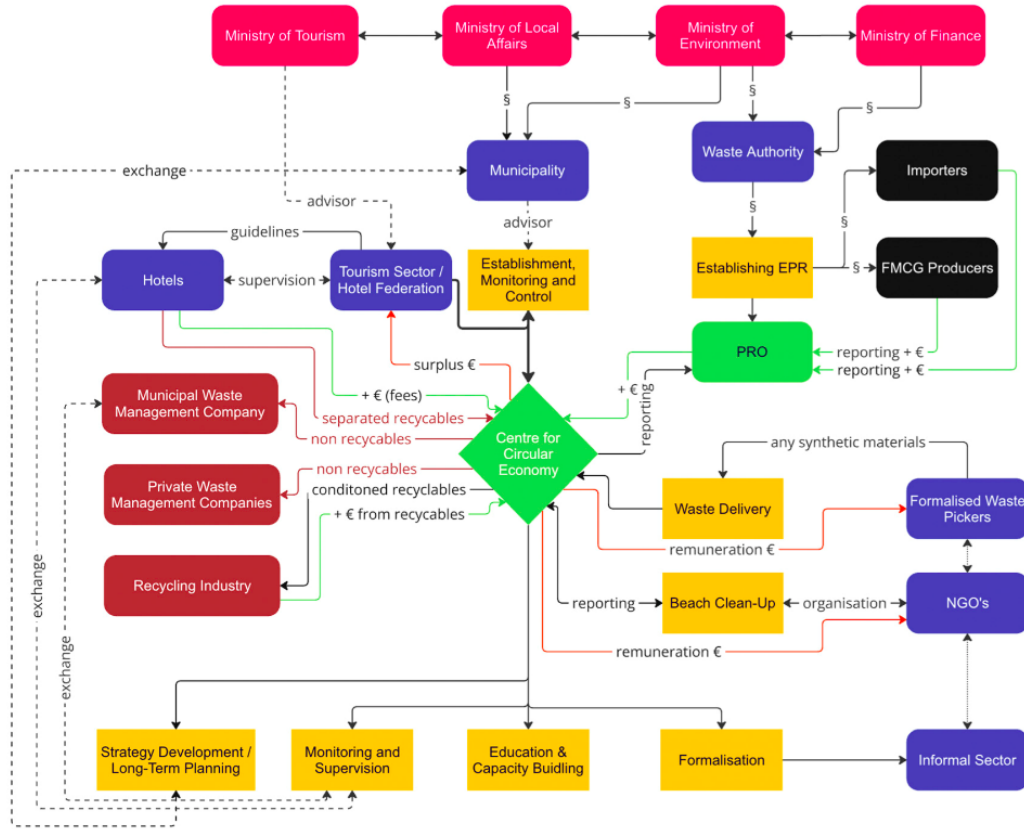 Ministry of Tourism
Ministry of Local
Affairs
Ministry of
Environment
Ministry of Finance
§
§
§
§
Municipality
Waste Authority
Importers
exchange
advisor
advisor
§
§
guidelines
Hotels
supervision
Tourism Sector /
Hotel Federation
Establishment,
Monitoring and
Control
Establishing EPR
§
FMCG Producers
PRO
reporting + €
reporting + €
surplus €
+ € (fees)
+ €
reporting
Municipal Waste
Management Company
separated recycables
non recycables
Centre for
Circular
Economy
any synthetic materials
Private Waste
Management Companies
non recycables
conditoned recyclables
+ € from recycables
Waste Delivery
Formalised Waste
Pickers
remuneration €
Recycling Industry
exchange
reporting
Beach Clean-Up
organisation
NGO's
exchange
remuneration €
Strategy Development /
Long-Term Planning
Monitoring and
Supervision
Education &
Capacity Buidling
Formalisation
Informal Sector